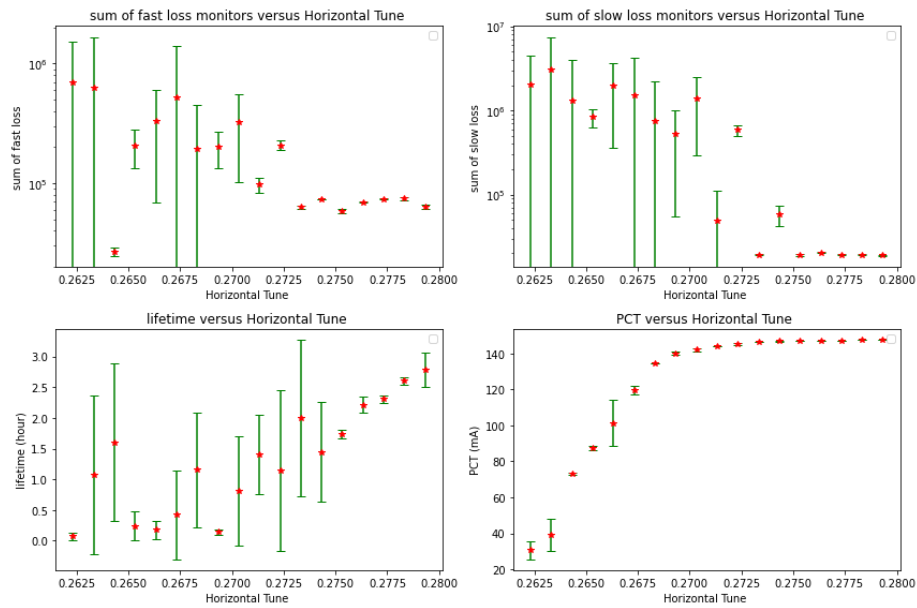 sum of fast loss monitors versus Horizontal Tune
10⁶
10⁵
sum of fast loss
0.2625 0.2650 0.2675 0.2700 0.2725 0.2750 0.2775 0.2800
Horizontal Tune
sum of slow loss monitors versus Horizontal Tune
10⁷
10⁶
10⁵
sum of slow loss
0.2625 0.2650 0.2675 0.2700 0.2725 0.2750 0.2775 0.2800
Horizontal Tune
lifetime versus Horizontal Tune
3.0
2.5
2.0
1.5
1.0
0.5
0.0
lifetime (hour)
0.2625 0.2650 0.2675 0.2700 0.2725 0.2750 0.2775 0.2800
Horizontal Tune
PCT versus Horizontal Tune
140
120
100
80
60
40
20
PCT (mA)
0.2625 0.2650 0.2675 0.2700 0.2725 0.2750 0.2775 0.2800
Horizontal Tune